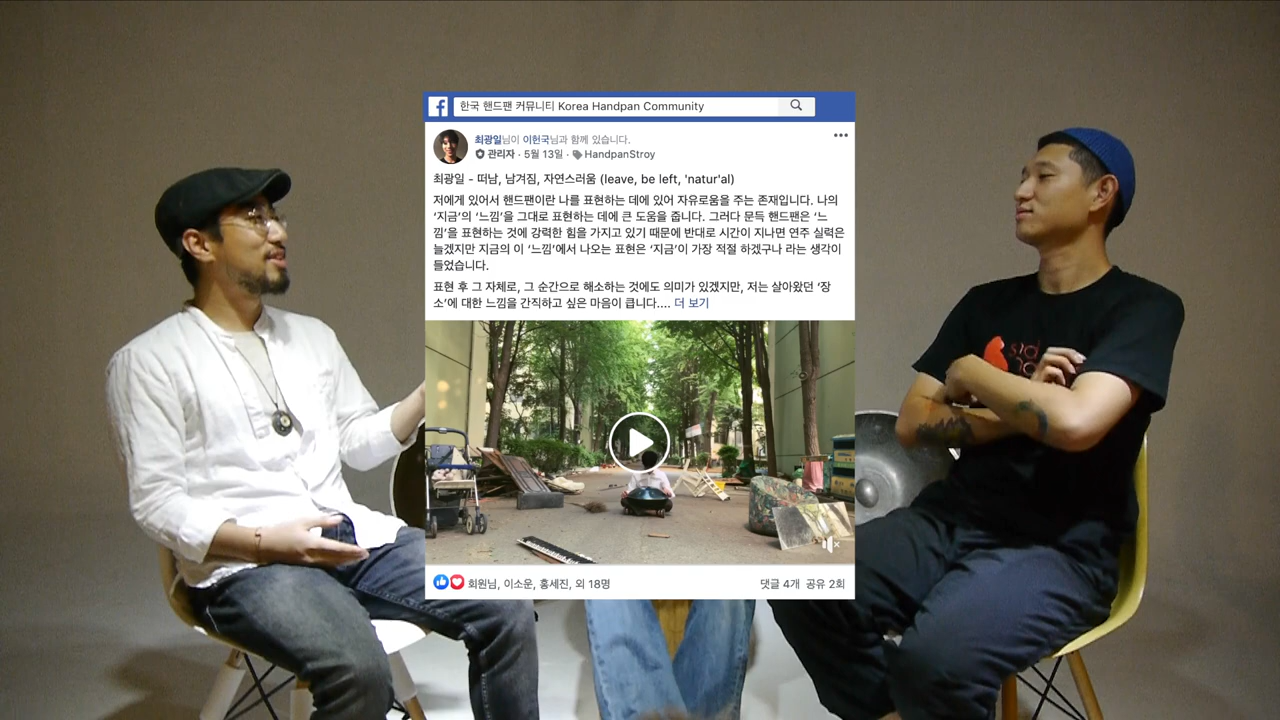 한국 핸드팬 커뮤니티 Korea Handpan Community
최광일님이 이헌국님과 함께 있습니다.
관리자 · 5월 13일 · HandpanStroy
최광일 - 떠남, 남겨짐, 자연스러움 (leave, be left, 'natur'al)
저에게 있어서 핸드팬이란 나를 표현하는 데에 있어 자유로움을 주는 존재입니다. 나의
‘지금’의 ‘느낌’을 그대로 표현하는 데에 큰 도움을 줍니다. 그러다 문득 핸드팬은 ‘느
낌’을 표현하는 것에 강력한 힘을 가지고 있기 때문에 반대로 시간이 지나면 연주 실력은
늘겠지만 지금의 이 ‘느낌’에서 나오는 표현은 ‘지금’이 가장 적절 하겠구나 라는 생각이
들었습니다.
표현 후 그 자체로, 그 순간으로 해소하는 것에도 의미가 있겠지만, 저는 살아왔던 ‘장
소’에 대한 느낌을 간직하고 싶은 마음이 큽니다.... 더 보기
회원님, 이소운, 홍세진, 외 18명
댓글 4개 공유 2회